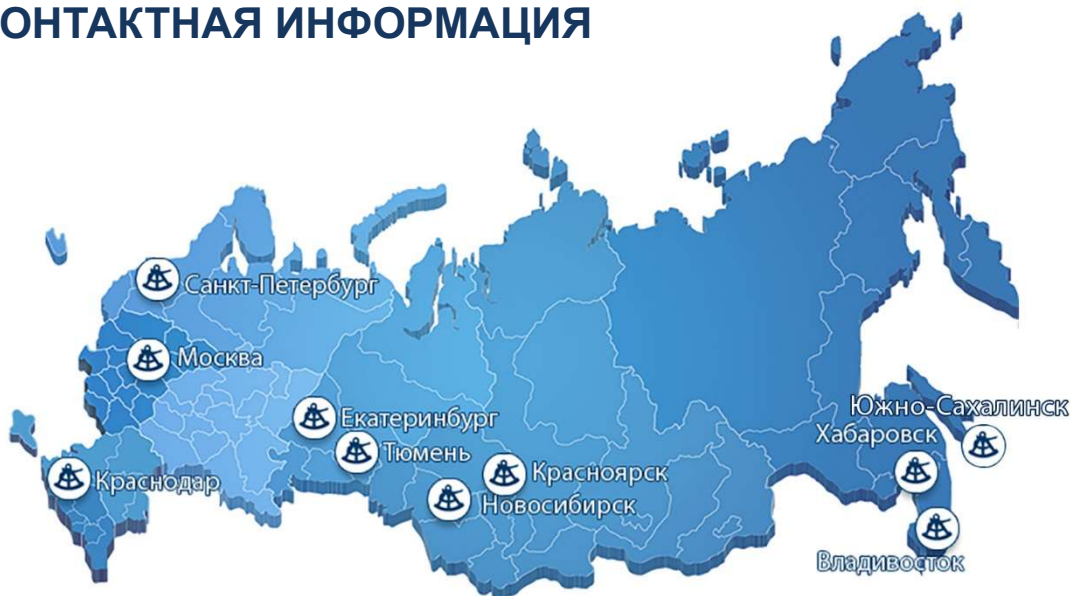 ОНТАКТНАЯ ИНФОРМАЦИЯ
Санкт-Петербург
Москва
Екатеринбург
Тюмень
Краснодар
Красноярск
Новосибирск
Южно-Сахалинск
Хабаровск
Владивосток